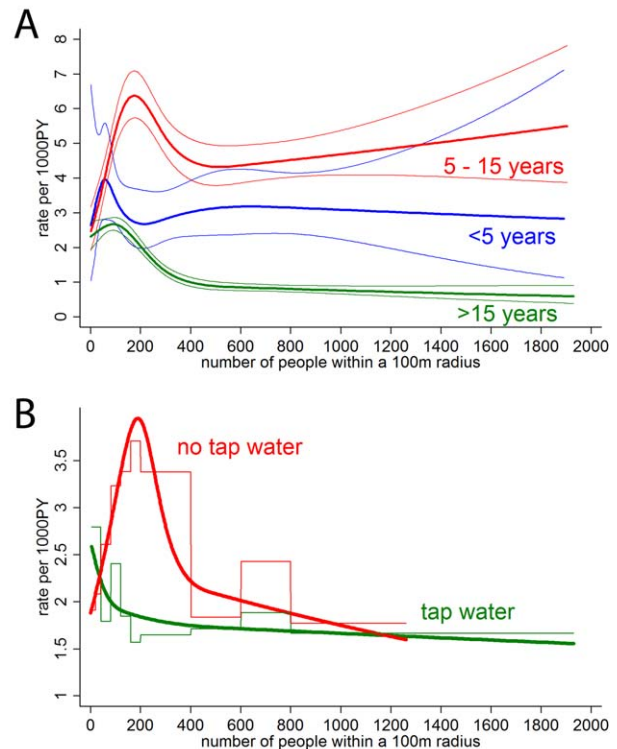 A
8
7
6
5
4
3
2
1
0
rate per 1000PY
5 - 15 years
<5 years
>15 years
0 200 400 600 800 1000 1200 1400 1600 1800 2000
number of people within a 100m radius
B
3.5
3
2.5
2
1.5
1
rate per 1000PY
no tap water
tap water
0 200 400 600 800 1000 1200 1400 1600 1800 2000
number of people within a 100m radius